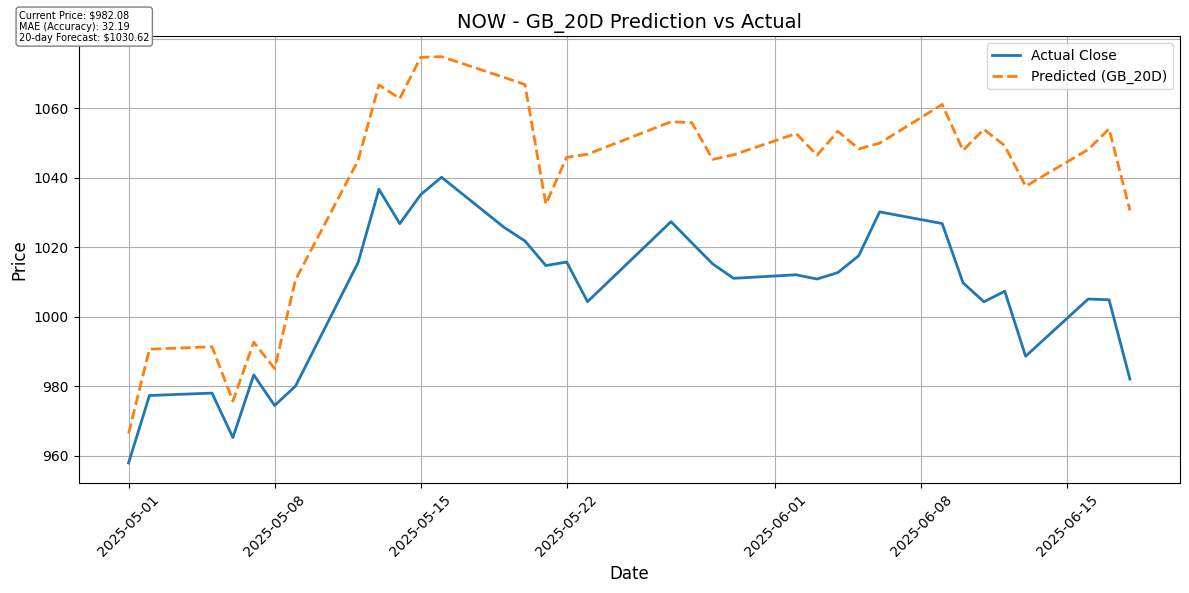 NOW - GB_20D Prediction vs Actual
Current Price: $982.08
MAE (Accuracy): 32.19
20-day Forecast: $1030.62
Actual Close
Predicted (GB_20D)
Price
1060
1040
1020
1000
980
960
2025-05-01
2025-05-08
2025-05-15
2025-05-22
2025-06-01
2025-06-08
2025-06-15
Date